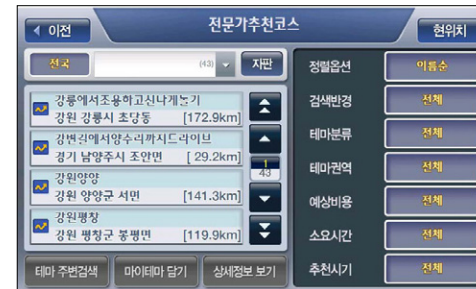 이전
전문가추천코스
현위치
전국
(43)
자판
강릉에서조용하고신나게놀기
강원 강릉시 초당동 [172.9km]
강변길에서양수리까지드라이브
경기 남양주시 조안면 [ 29.2km]
강원양양
강원 양양군 서면 [141.3km]
강원평창
강원 평창군 봉평면 [119.9km]
1
43
테마 주변검색
마이테마 담기
상세정보 보기
정렬옵션 이름순
검색반경 전체
테마분류 전체
테마권역 전체
예상비용 전체
소요시간 전체
추천시기 전체